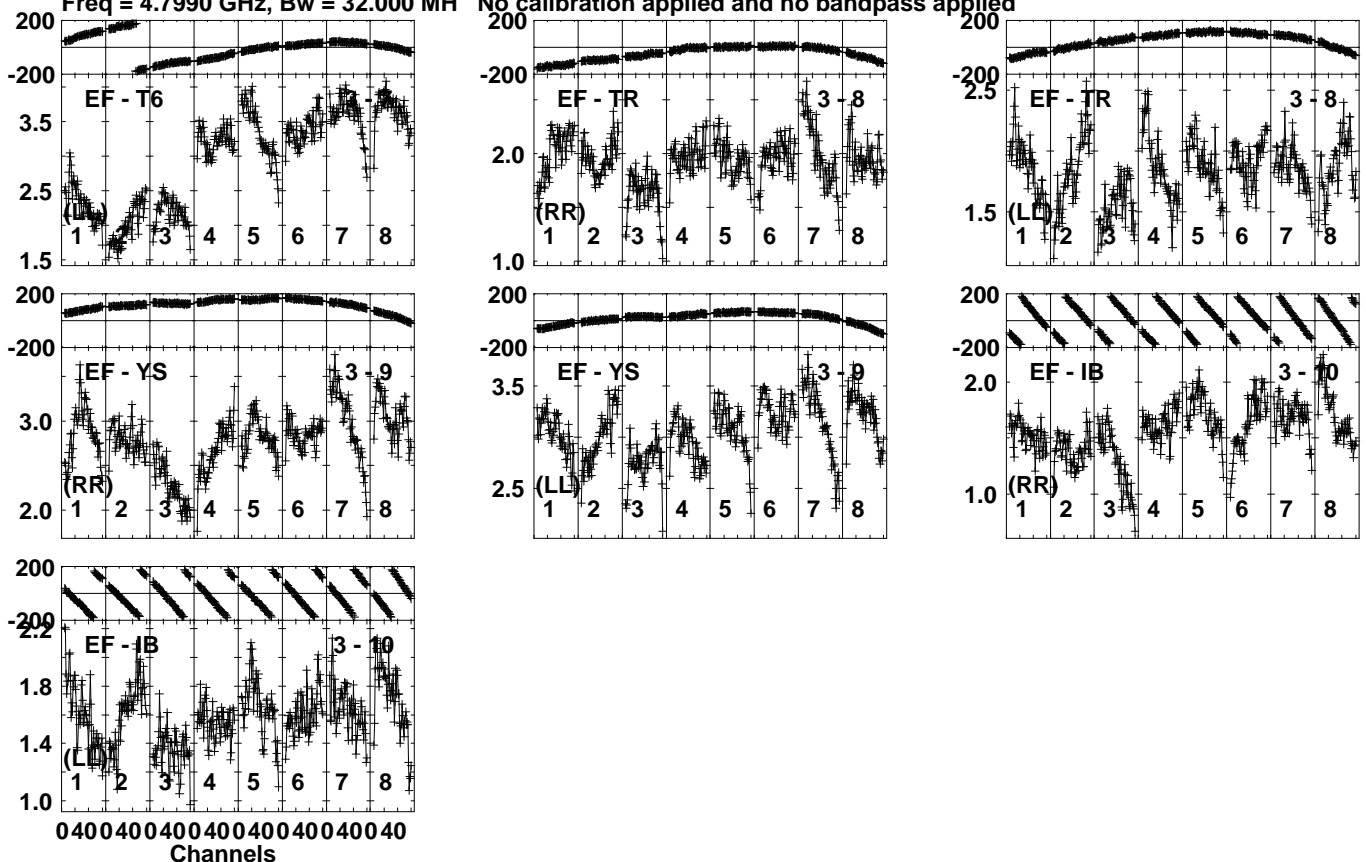 Freq = 4.7990 GHz, Bw = 32.000 MH No calibration applied and no bandpass applied
200
-200
EF - T6
3.5
2.5
1.5
(LL)
1 2 3 4 5 6 7 8
200
-200
EF - TR 3 - 8
2.0
1.0
(RR)
1 2 3 4 5 6 7 8
200
-200
EF - TR 3 - 8
2.5
1.5
(LL)
1 2 3 4 5 6 7 8
200
-200
EF - YS 3 - 9
3.0
2.0
(RR)
1 2 3 4 5 6 7 8
200
-200
EF - YS 3 - 9
3.5
2.5
(LL)
1 2 3 4 5 6 7 8
200
-200
EF - IB 3 - 10
2.0
1.0
(RR)
1 2 3 4 5 6 7 8
200
-200
2.2
EF - IB 3 - 10
1.8
1.4
1.0
(LL)
1 2 3 4 5 6 7 8
0 40 0 40 0 40 0 40 0 40 0 40 0 40 0 40
Channels